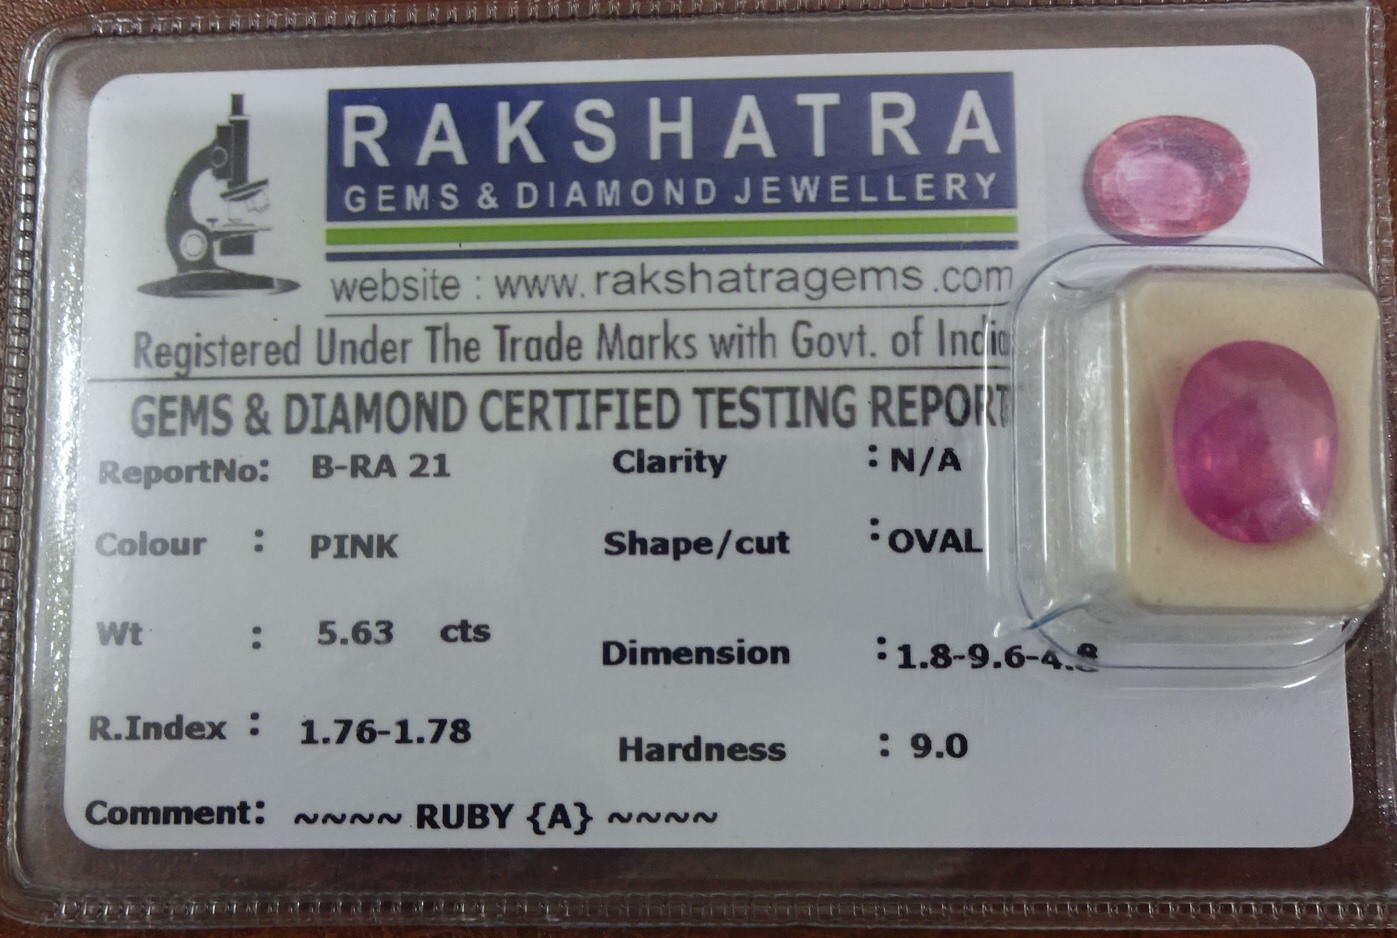 RAKSHATRA
GEMS & DIAMOND JEWELLERY
website : www. rakshatragems .com
Registered Under The Trade Marks with Govt. of India
GEMS & DIAMOND CERTIFIED TESTING REPORT
ReportNo: B-RA 21 Clarity : N/A
Colour : PINK Shape/cut : OVAL
Wt : 5.63 cts Dimension : 1.8-9.6-4.8
R.Index : 1.76-1.78 Hardness : 9.0
Comment: ~~~~ RUBY {A} ~~~~